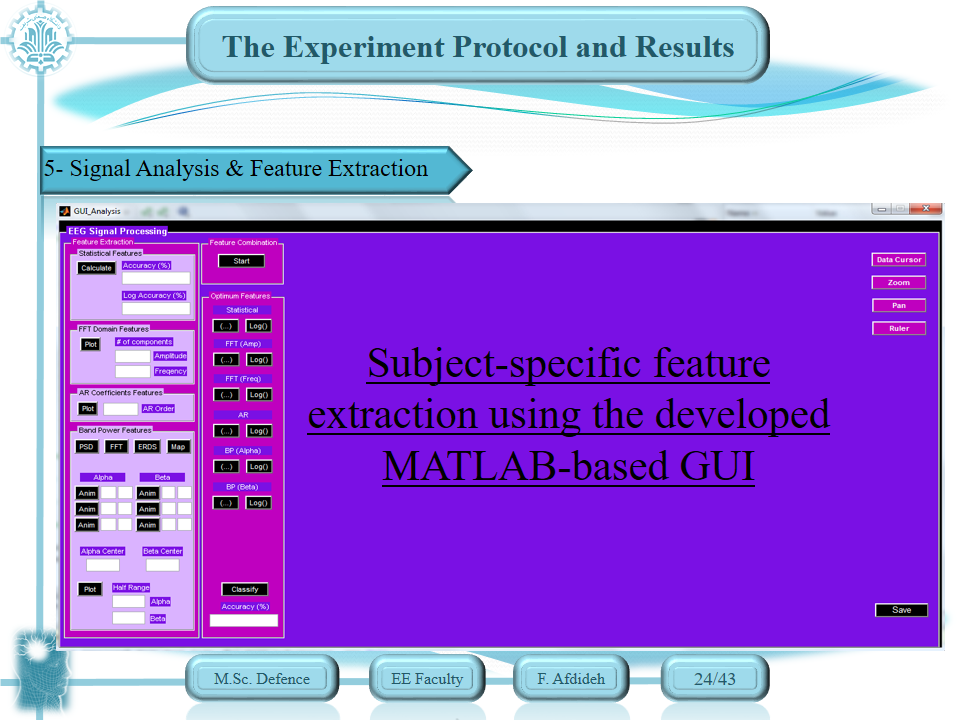 The Experiment Protocol and Results
5- Signal Analysis & Feature Extraction
GUI_Analysis
EEG Signal Processing
Feature Extraction
Statistical Features
Calculate
Accuracy (%)
Log Accuracy (%)
FFT Domain Features
Plot
# of components
Amplitude
Freqency
AR Coefficients Features
Plot
AR Order
Band Power Features
PSD FFT ERDS Map
Alpha Beta
Anim Anim
Anim Anim
Anim Anim
Alpha Center Beta Center
Plot
Half Range
Alpha
Beta
Feature Combination
Start
Optimum Features
Statistical
(...) Log()
FFT (Amp)
(...) Log()
FFT (Freq)
(...) Log()
AR
(...) Log()
BP (Alpha)
(...) Log()
BP (Beta)
(...) Log()
Classify
Accuracy (%)
Subject-specific feature
extraction using the developed
MATLAB-based GUI
Data Cursor
Zoom
Pan
Ruler
Save
M.Sc. Defence
EE Faculty
F. Afdideh
24/43